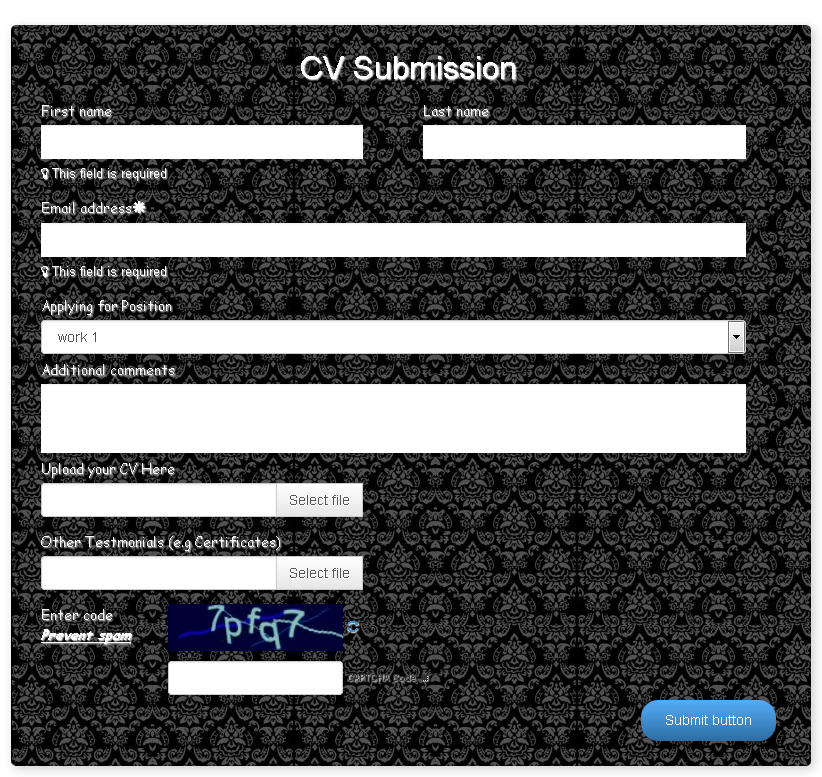 CV Submission
First name
Last name
This field is required
Email address✱
This field is required
Applying for Position
work 1
Additional comments
Upload your CV Here
Select file
Other Testmonials (e.g Certificates)
Select file
Enter code
Prevent spam
7pfq7
CAPTCHA Code ...
Submit button